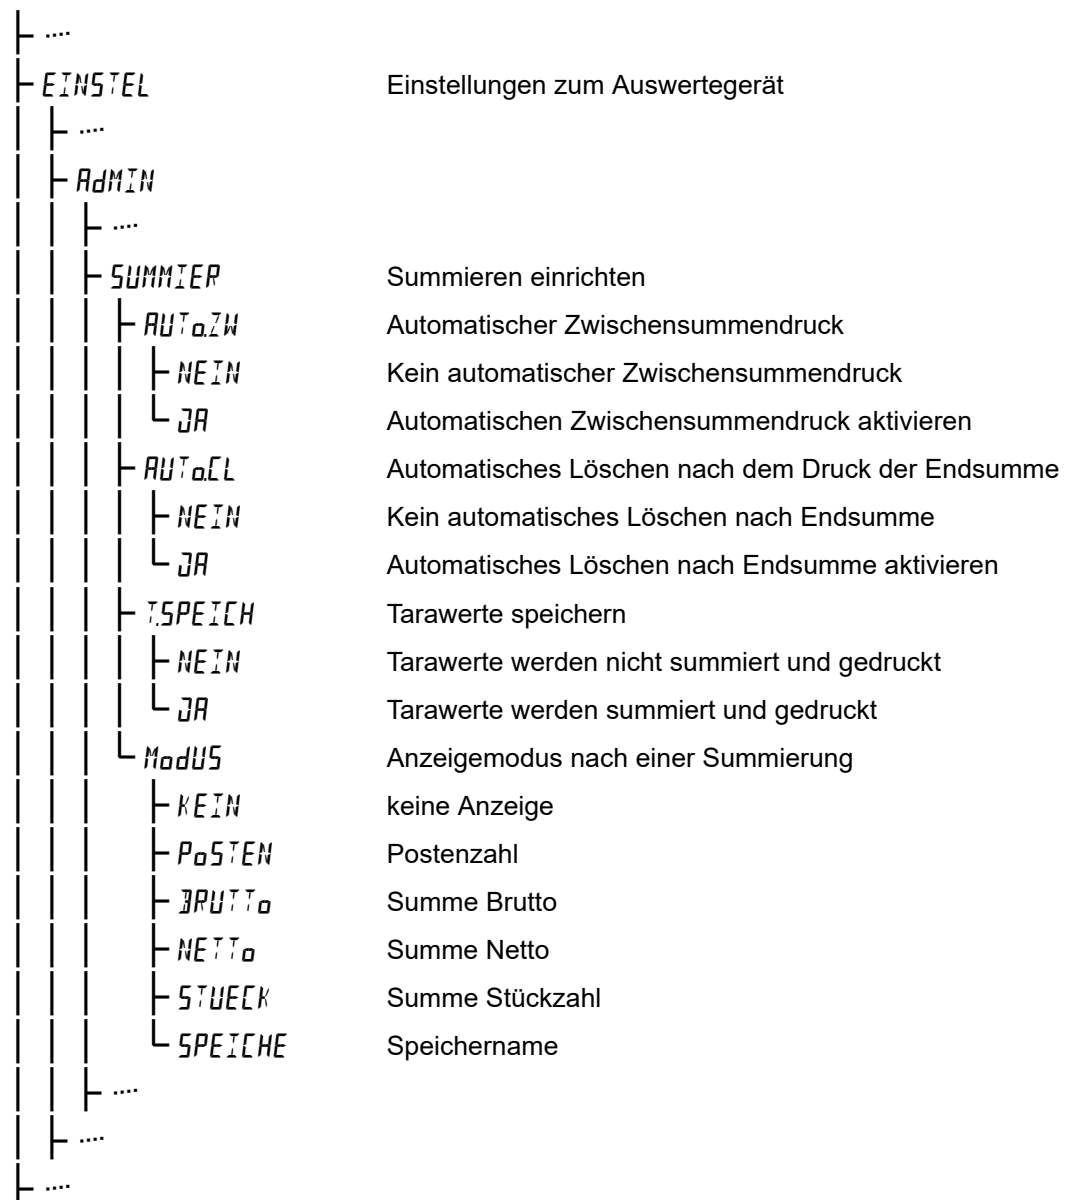 ....
EINSTEL Einstellungen zum Auswertegerät
....
AdMIN
....
SUMMIER Summieren einrichten
AUTo.ZW Automatischer Zwischensummendruck
NEIN Kein automatischer Zwischensummendruck
JA Automatischen Zwischensummendruck aktivieren
AUTo.CL Automatisches Löschen nach dem Druck der Endsumme
NEIN Kein automatisches Löschen nach Endsumme
JA Automatisches Löschen nach Endsumme aktivieren
T.SPEICH Tarawerte speichern
NEIN Tarawerte werden nicht summiert und gedruckt
JA Tarawerte werden summiert und gedruckt
ModUS Anzeigemodus nach einer Summierung
KEIN keine Anzeige
PoSTEN Postenzahl
BRUTTo Summe Brutto
NETTo Summe Netto
STUECK Summe Stückzahl
SPEICHE Speichername
....
....
....